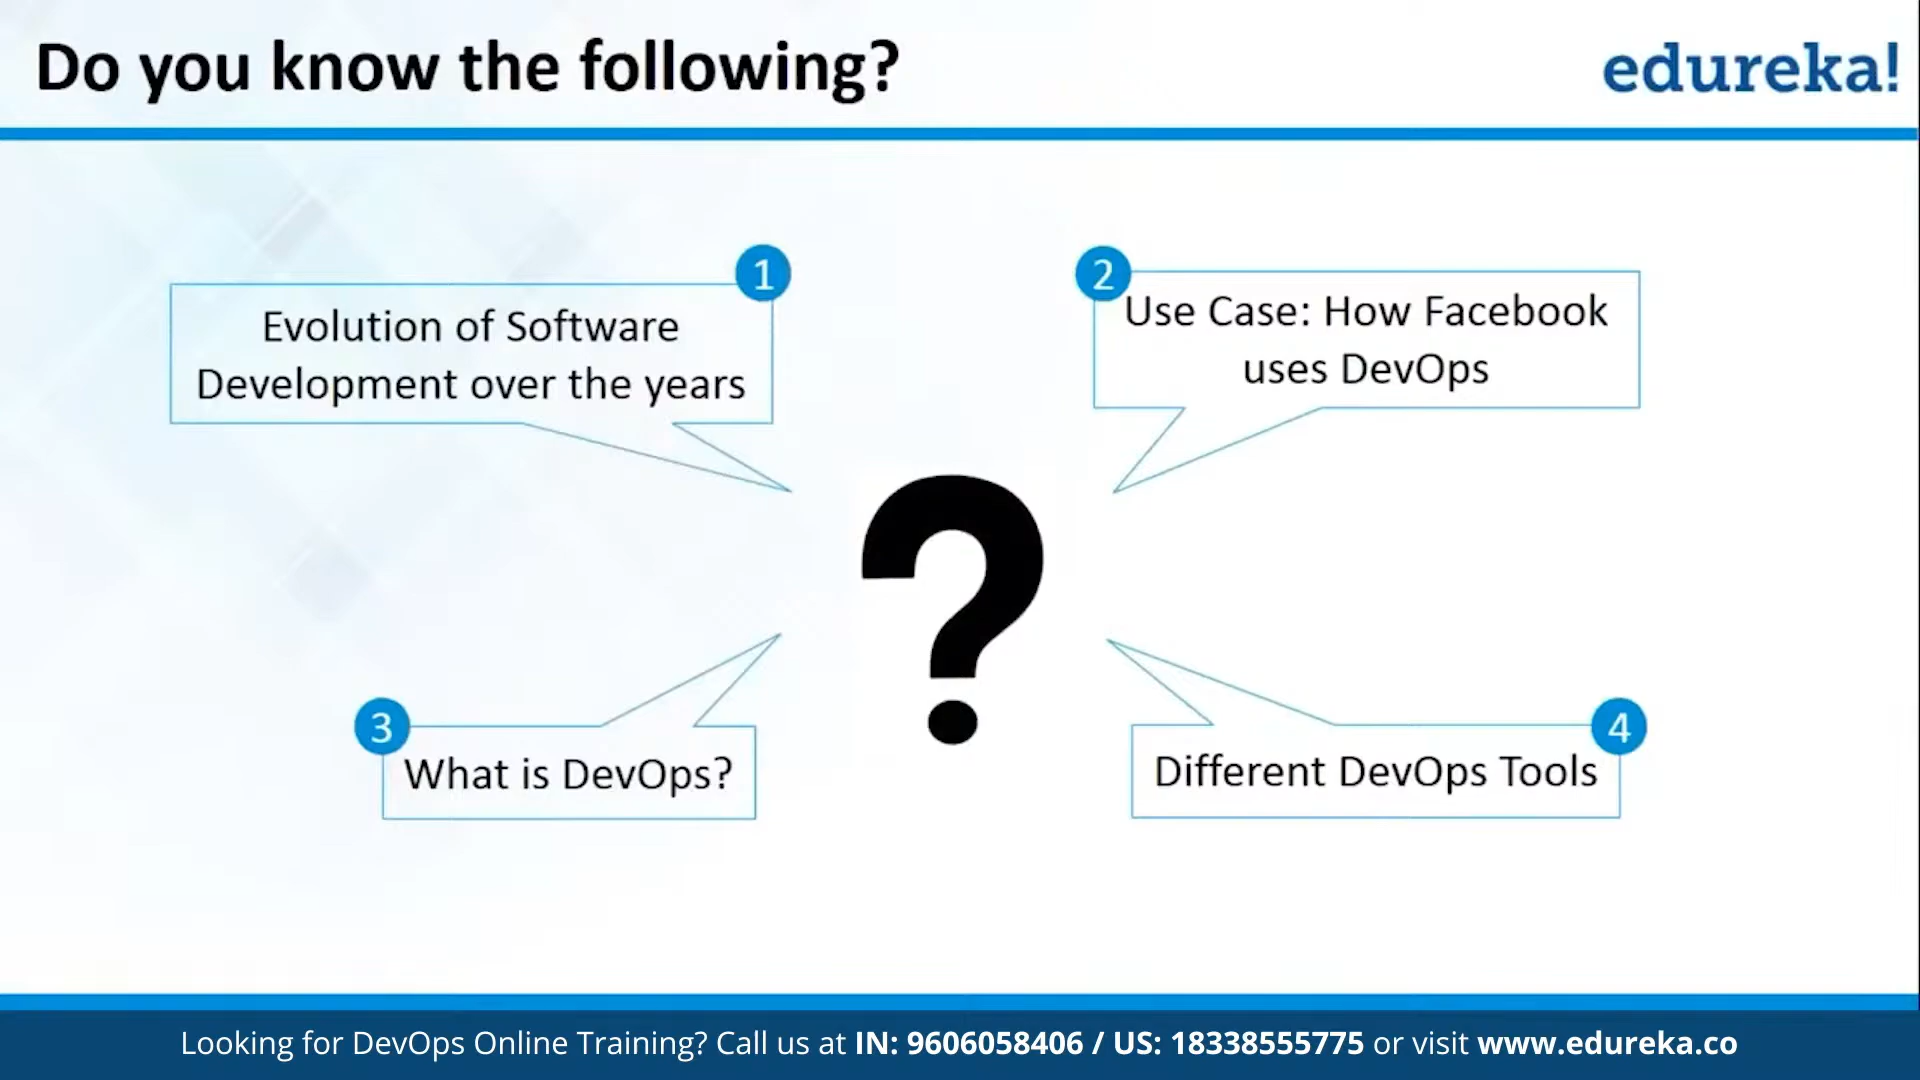 Do you know the following?
edureka!
1
Evolution of Software
Development over the years
2
Use Case: How Facebook
uses DevOps
?
3
What is DevOps?
4
Different DevOps Tools
Looking for DevOps Online Training? Call us at IN: 9606058406 / US: 18338555775 or visit www.edureka.co